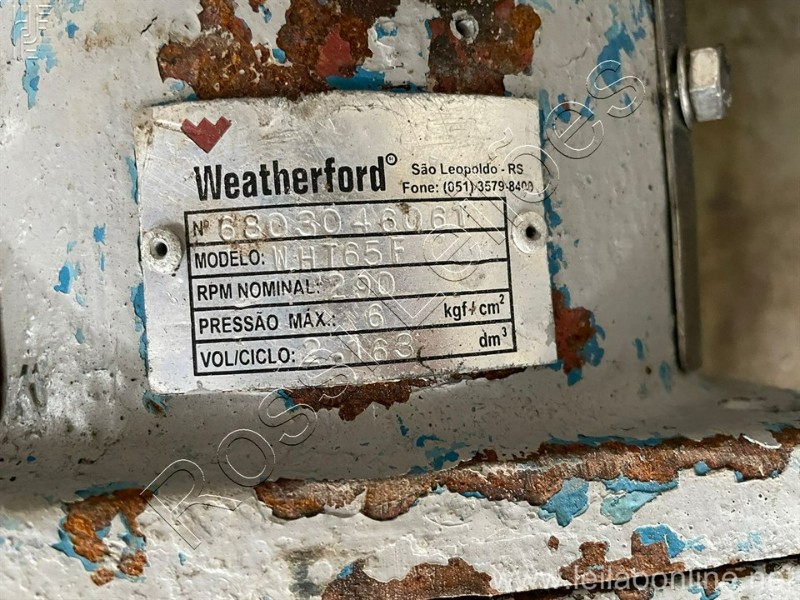 Weatherford®
São Leopoldo - RS
Fone: (051) 3579-8400
Nº 6803046061
MODELO: WHT65F
RPM NOMINAL: 290
PRESSÃO MÁX.: 6 kgf/cm²
VOL/CICLO: 2.163 dm³
Rossi Leilões
www.leilaoonline.net